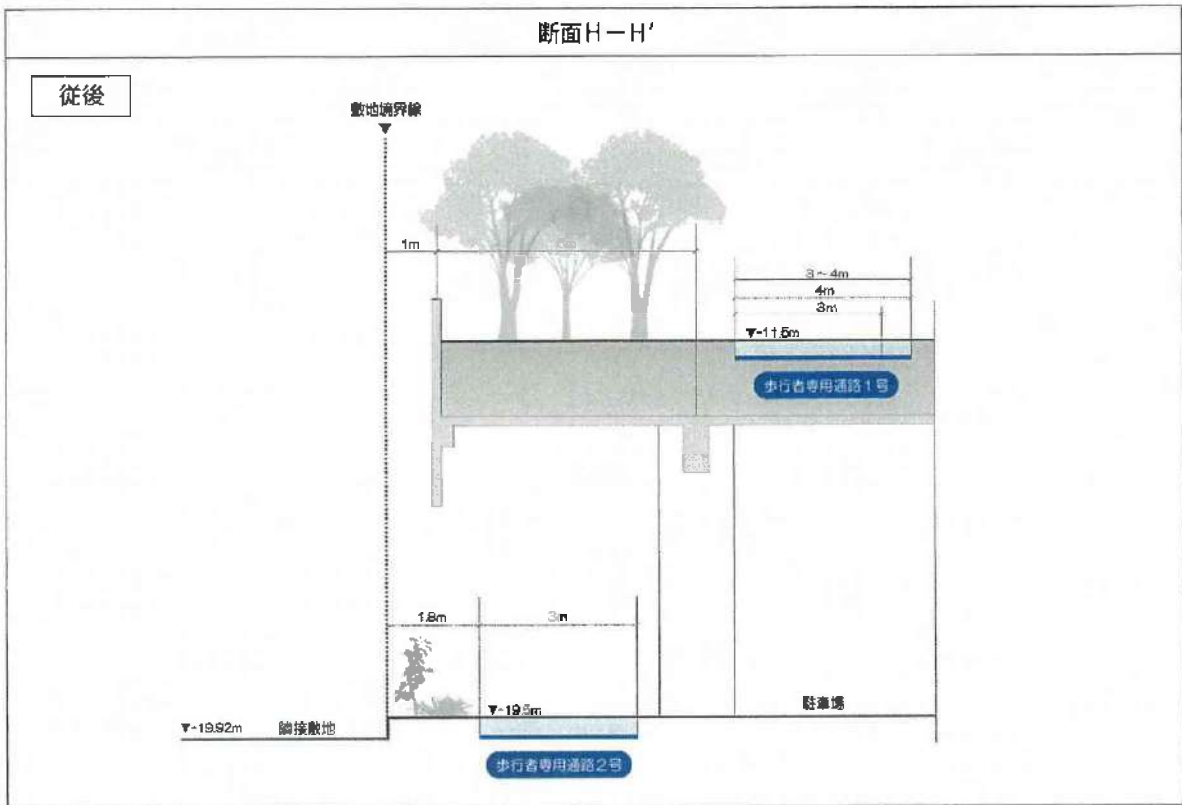 断面H－H′
従後
敷地境界線
1m
3～4m
4m
3m
▼-11.5m
歩行者専用通路1号
1.8m
3m
▼-19.5m
駐車場
▼-19.92m
隣接敷地
歩行者専用通路2号